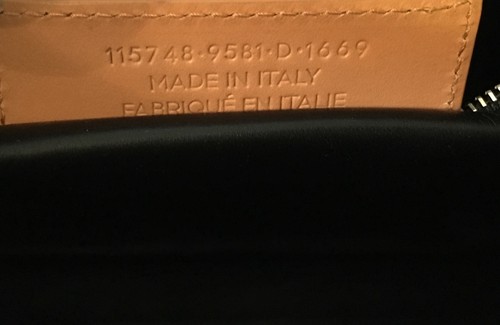 115748·9581·D·1669
MADE IN ITALY
FABRIQUÉ EN ITALIE